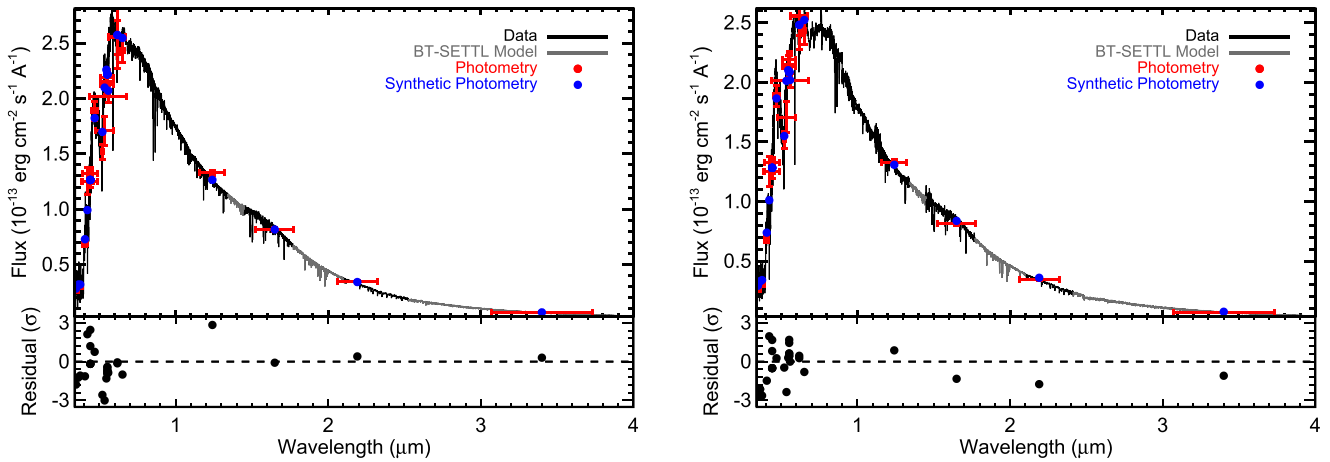 2.5
2.0
1.5
1.0
0.5
Flux (10⁻¹³ erg cm⁻² s⁻¹ A⁻¹)
Data
BT-SETTL Model
Photometry
Synthetic Photometry
3
0
-3
Residual (σ)
1 2 3 4
Wavelength (μm)
2.5
2.0
1.5
1.0
0.5
Flux (10⁻¹³ erg cm⁻² s⁻¹ A⁻¹)
Data
BT-SETTL Model
Photometry
Synthetic Photometry
3
0
-3
Residual (σ)
1 2 3 4
Wavelength (μm)